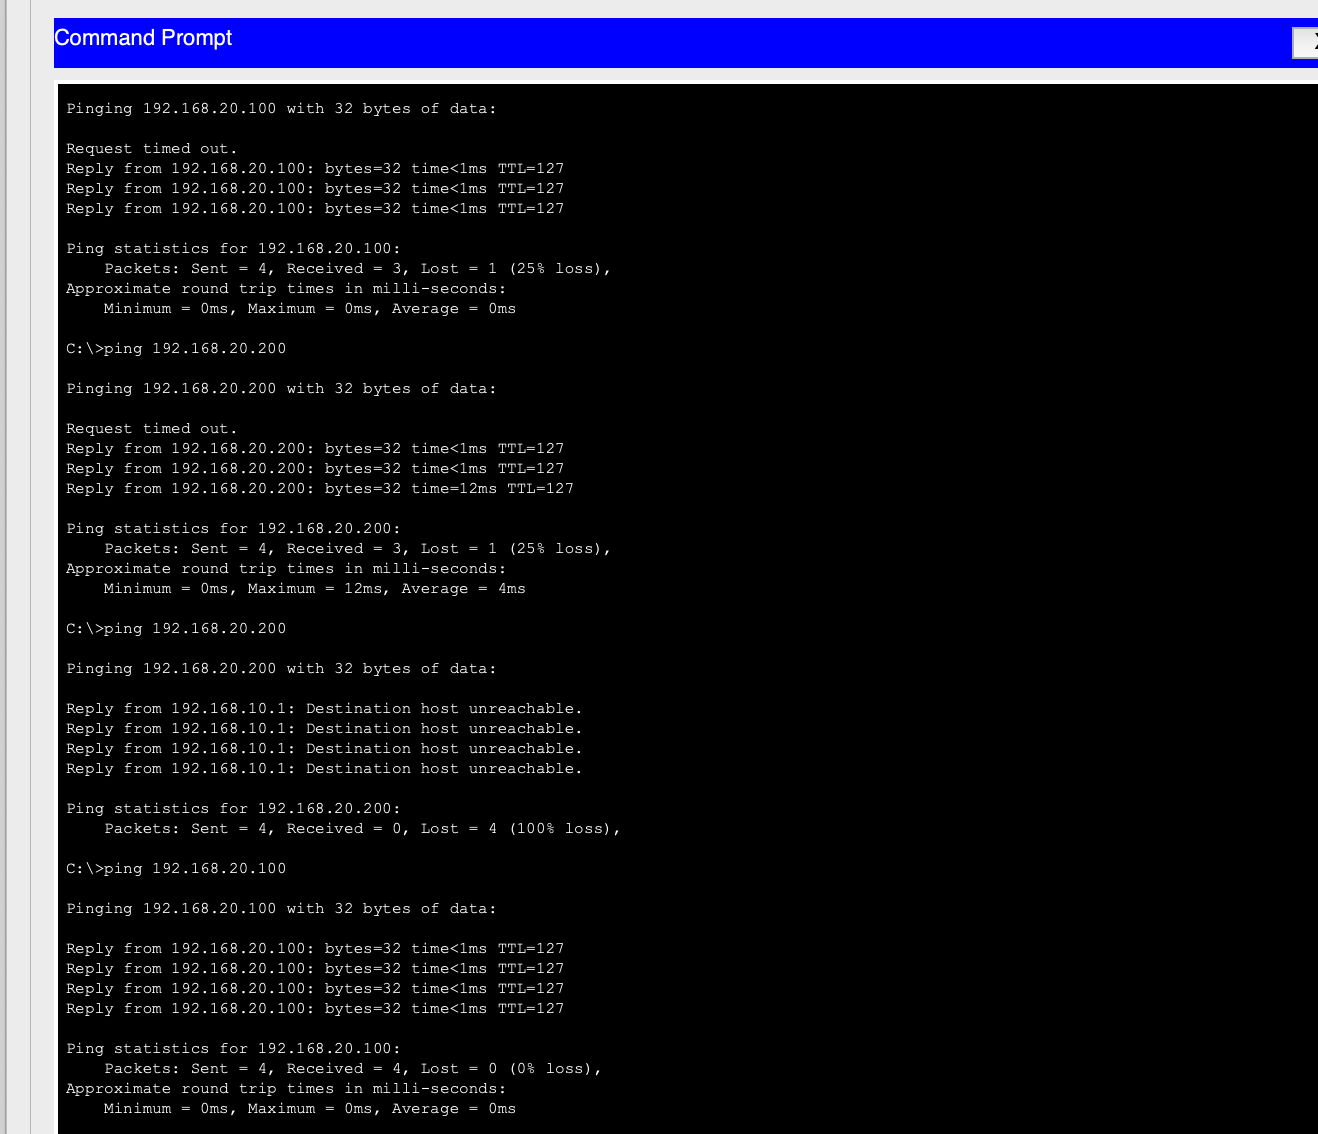 Command Prompt
Pinging 192.168.20.100 with 32 bytes of data:
Request timed out.
Reply from 192.168.20.100: bytes=32 time<1ms TTL=127
Reply from 192.168.20.100: bytes=32 time<1ms TTL=127
Reply from 192.168.20.100: bytes=32 time<1ms TTL=127
Ping statistics for 192.168.20.100:
    Packets: Sent = 4, Received = 3, Lost = 1 (25% loss),
Approximate round trip times in milli-seconds:
    Minimum = 0ms, Maximum = 0ms, Average = 0ms
C:\>ping 192.168.20.200
Pinging 192.168.20.200 with 32 bytes of data:
Request timed out.
Reply from 192.168.20.200: bytes=32 time<1ms TTL=127
Reply from 192.168.20.200: bytes=32 time<1ms TTL=127
Reply from 192.168.20.200: bytes=32 time=12ms TTL=127
Ping statistics for 192.168.20.200:
    Packets: Sent = 4, Received = 3, Lost = 1 (25% loss),
Approximate round trip times in milli-seconds:
    Minimum = 0ms, Maximum = 12ms, Average = 4ms
C:\>ping 192.168.20.200
Pinging 192.168.20.200 with 32 bytes of data:
Reply from 192.168.10.1: Destination host unreachable.
Reply from 192.168.10.1: Destination host unreachable.
Reply from 192.168.10.1: Destination host unreachable.
Reply from 192.168.10.1: Destination host unreachable.
Ping statistics for 192.168.20.200:
    Packets: Sent = 4, Received = 0, Lost = 4 (100% loss),
C:\>ping 192.168.20.100
Pinging 192.168.20.100 with 32 bytes of data:
Reply from 192.168.20.100: bytes=32 time<1ms TTL=127
Reply from 192.168.20.100: bytes=32 time<1ms TTL=127
Reply from 192.168.20.100: bytes=32 time<1ms TTL=127
Reply from 192.168.20.100: bytes=32 time<1ms TTL=127
Ping statistics for 192.168.20.100:
    Packets: Sent = 4, Received = 4, Lost = 0 (0% loss),
Approximate round trip times in milli-seconds:
    Minimum = 0ms, Maximum = 0ms, Average = 0ms